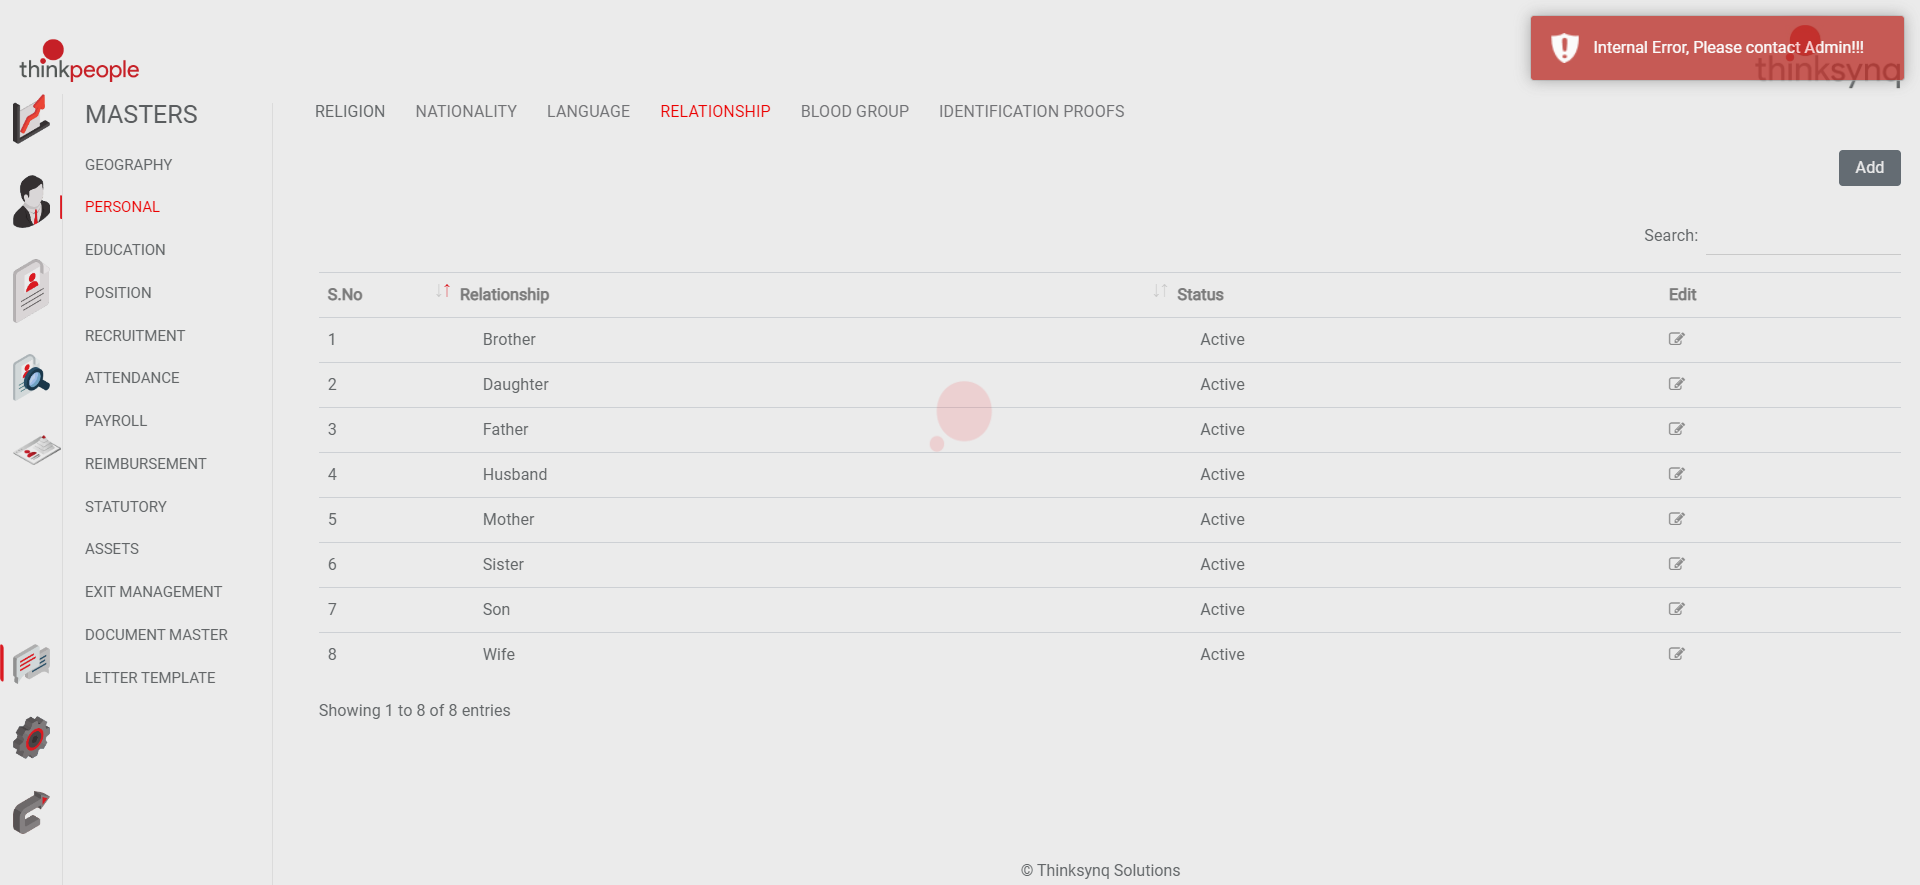 thinkpeople
Internal Error, Please contact Admin!!!
thinksynq
MASTERS
RELIGION NATIONALITY LANGUAGE RELATIONSHIP BLOOD GROUP IDENTIFICATION PROOFS
GEOGRAPHY
PERSONAL
EDUCATION
POSITION
RECRUITMENT
ATTENDANCE
PAYROLL
REIMBURSEMENT
STATUTORY
ASSETS
EXIT MANAGEMENT
DOCUMENT MASTER
LETTER TEMPLATE
Add
Search:
S.No Relationship Status Edit
1 Brother Active
2 Daughter Active
3 Father Active
4 Husband Active
5 Mother Active
6 Sister Active
7 Son Active
8 Wife Active
Showing 1 to 8 of 8 entries
© Thinksynq Solutions